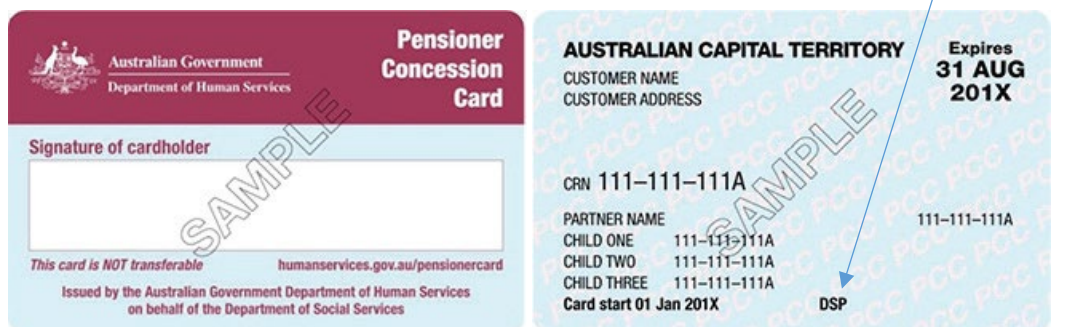 Australian Government
Department of Human Services
Pensioner
Concession
Card
Signature of cardholder
SAMPLE
This card is NOT transferable
humanservices.gov.au/pensionercard
Issued by the Australian Government Department of Human Services
on behalf of the Department of Social Services
AUSTRALIAN CAPITAL TERRITORY
Expires
31 AUG
201X
CUSTOMER NAME
CUSTOMER ADDRESS
CRN 111–111–111A
SAMPLE
PARTNER NAME 111–111–111A
CHILD ONE 111–111–111A
CHILD TWO 111–111–111A
CHILD THREE 111–111–111A
Card start 01 Jan 201X DSP